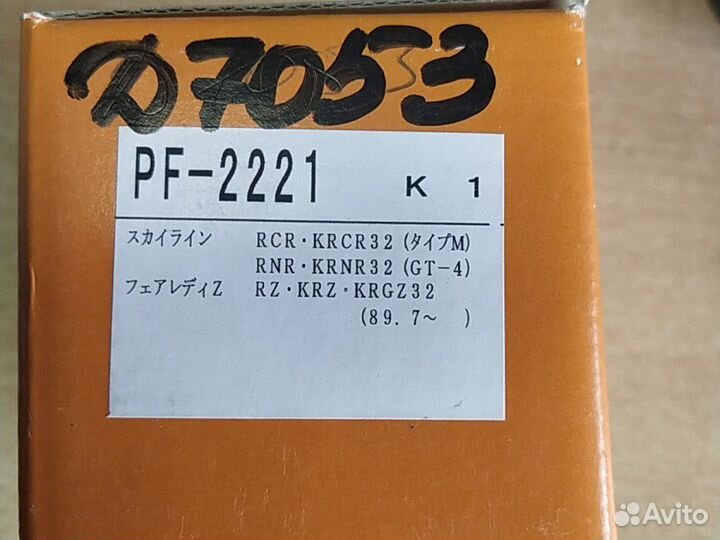 D7053
PF-2221 K 1
スカイライン RCR・KRCR32 (タイプM)
RNR・KRNR32 (GT-4)
フェアレディZ RZ・KRZ・KRGZ32
(89. 7~ )
Avito